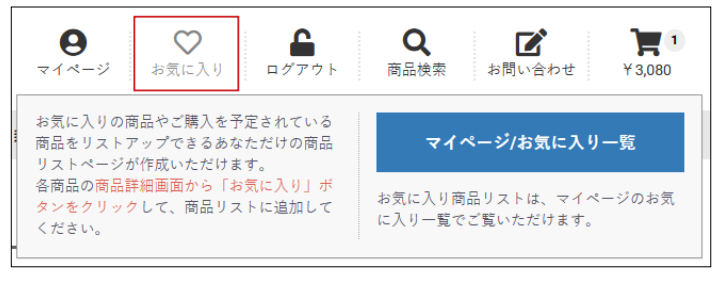 マイページ
お気に入り
ログアウト
商品検索
お問い合わせ
1
￥3,080
お気に入りの商品やご購入を予定されている
商品をリストアップできるあなただけの商品
リストページが作成いただけます。
各商品の商品詳細画面から「お気に入り」ボ
タンをクリックして、商品リストに追加して
ください。
マイページ/お気に入り一覧
お気に入り商品リストは、マイページのお気
に入り一覧でご覧いただけます。